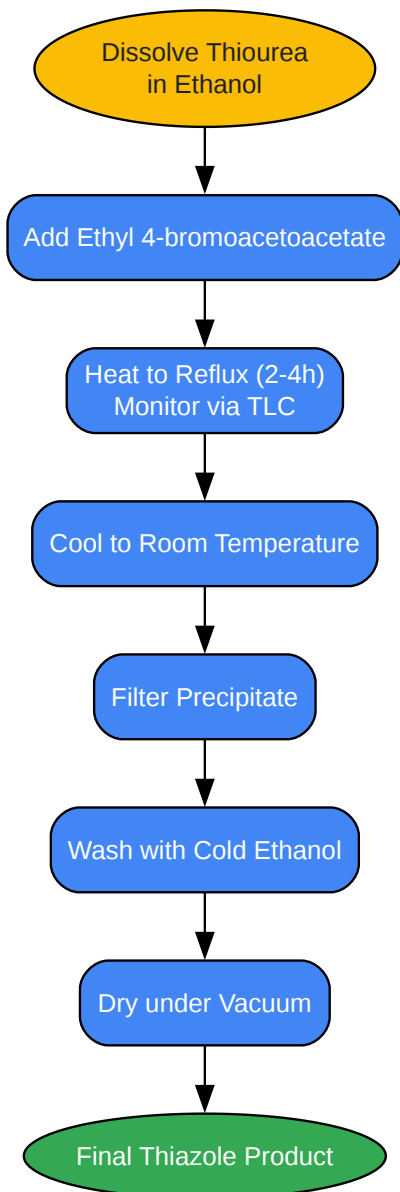 Dissolve Thiourea
in Ethanol
Add Ethyl 4-bromoacetoacetate
Heat to Reflux (2-4h)
Monitor via TLC
Cool to Room Temperature
Filter Precipitate
Wash with Cold Ethanol
Dry under Vacuum
Final Thiazole Product